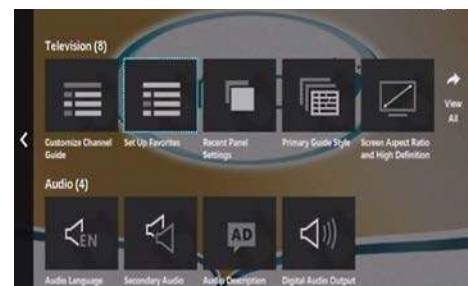 Television (8)
View
All
Customize Channel
Guide
Set Up Favorites
Recent Panel
Settings
Primary Guide Style
Screen Aspect Ratio
and High Definition
Audio (4)
EN
AD
Audio Language
Secondary Audio
Audio Description
Digital Audio Output